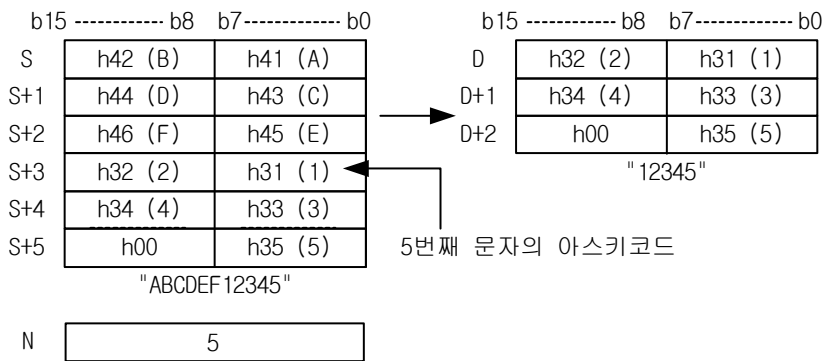 b15 ------------ b8 b7------------- b0 b15 ------------ b8 b7------------- b0
S h42 (B) h41 (A) D h32 (2) h31 (1)
S+1 h44 (D) h43 (C) D+1 h34 (4) h33 (3)
S+2 h46 (F) h45 (E) D+2 h00 h35 (5)
S+3 h32 (2) h31 (1) "12345"
S+4 h34 (4) h33 (3)
S+5 h00 h35 (5) 5번째 문자의 아스키코드
"ABCDEF12345"
N 5